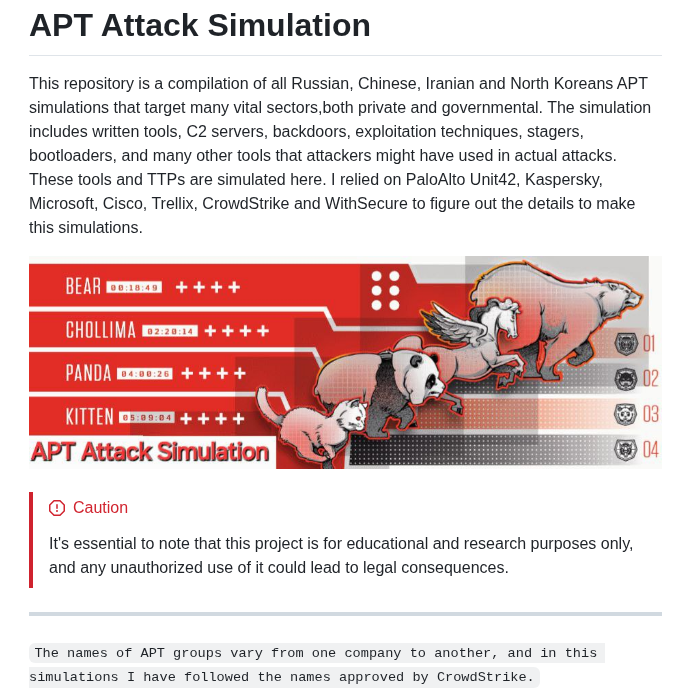 APT Attack Simulation
This repository is a compilation of all Russian, Chinese, Iranian and North Koreans APT
simulations that target many vital sectors,both private and governmental. The simulation
includes written tools, C2 servers, backdoors, exploitation techniques, stagers,
bootloaders, and many other tools that attackers might have used in actual attacks.
These tools and TTPs are simulated here. I relied on PaloAlto Unit42, Kaspersky,
Microsoft, Cisco, Trellix, CrowdStrike and WithSecure to figure out the details to make
this simulations.
BEAR 00:18:49 ++++
CHOLLIMA 02:20:14 ++++
PANDA 04:00:26 ++++
KITTEN 05:09:04 ++++
01
02
03
04
APT Attack Simulation
Caution
It's essential to note that this project is for educational and research purposes only,
and any unauthorized use of it could lead to legal consequences.
The names of APT groups vary from one company to another, and in this
simulations I have followed the names approved by CrowdStrike.